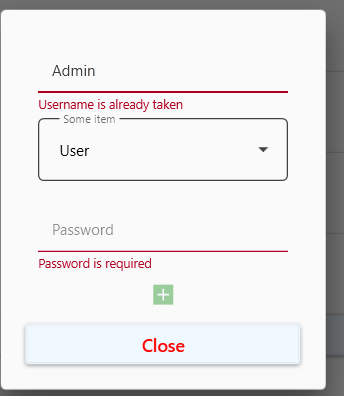 Admin
Username is already taken
Some item
User
Password
Password is required
Close